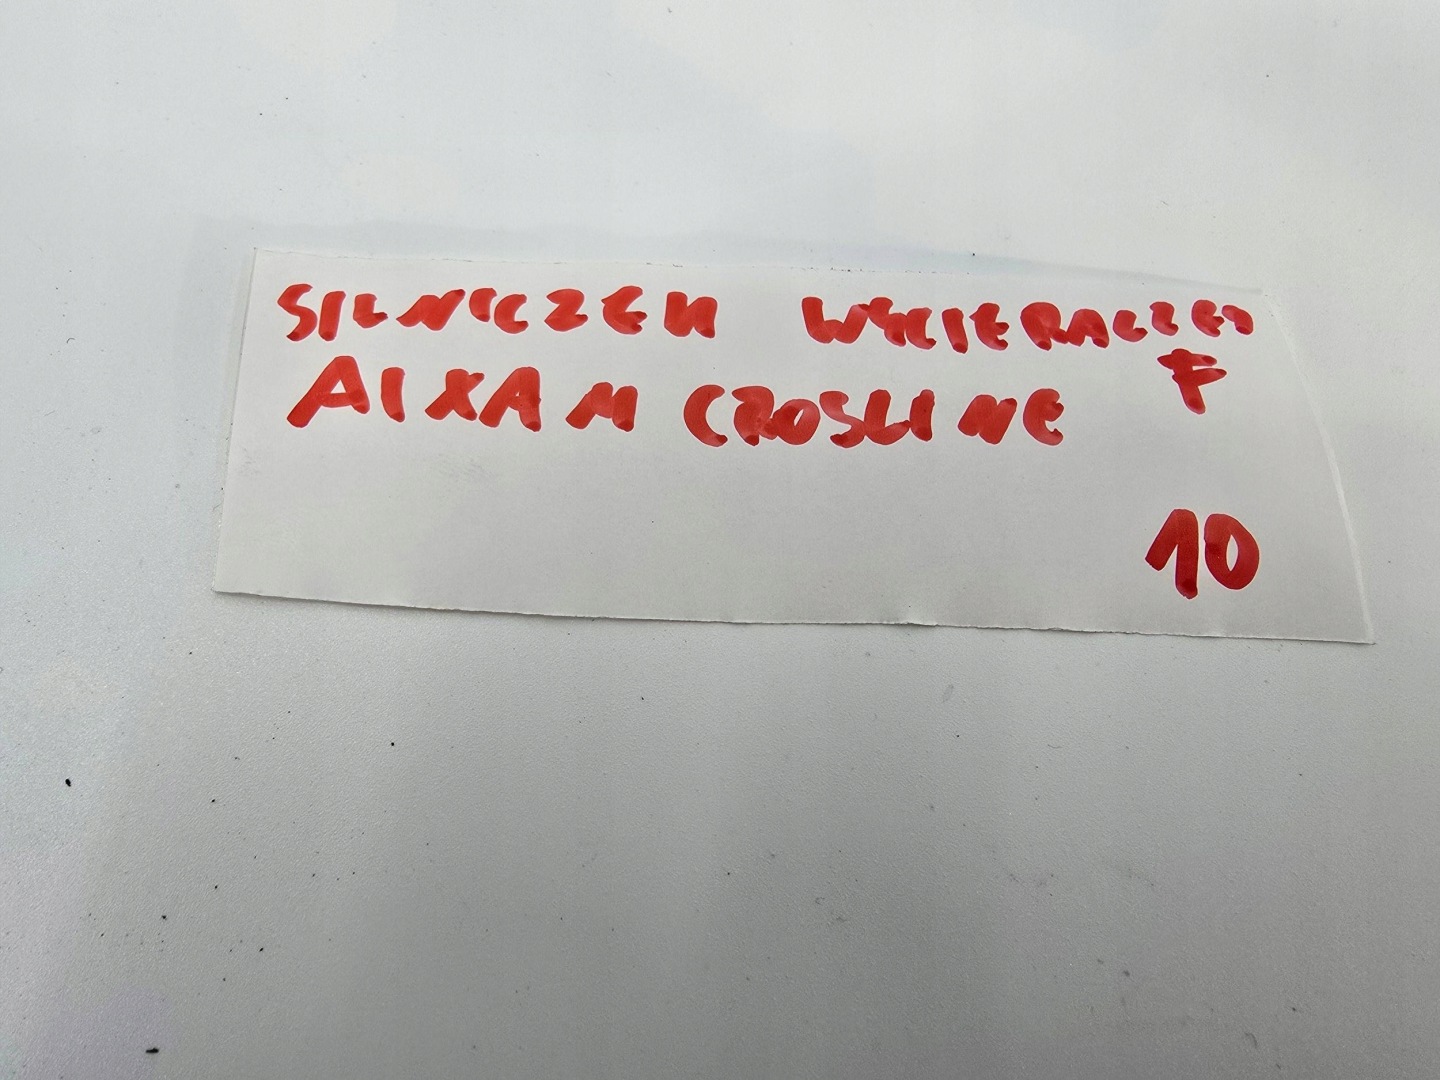 SILNICZEK WYCIERACZEK
F
AIXAM CROSLINE
10